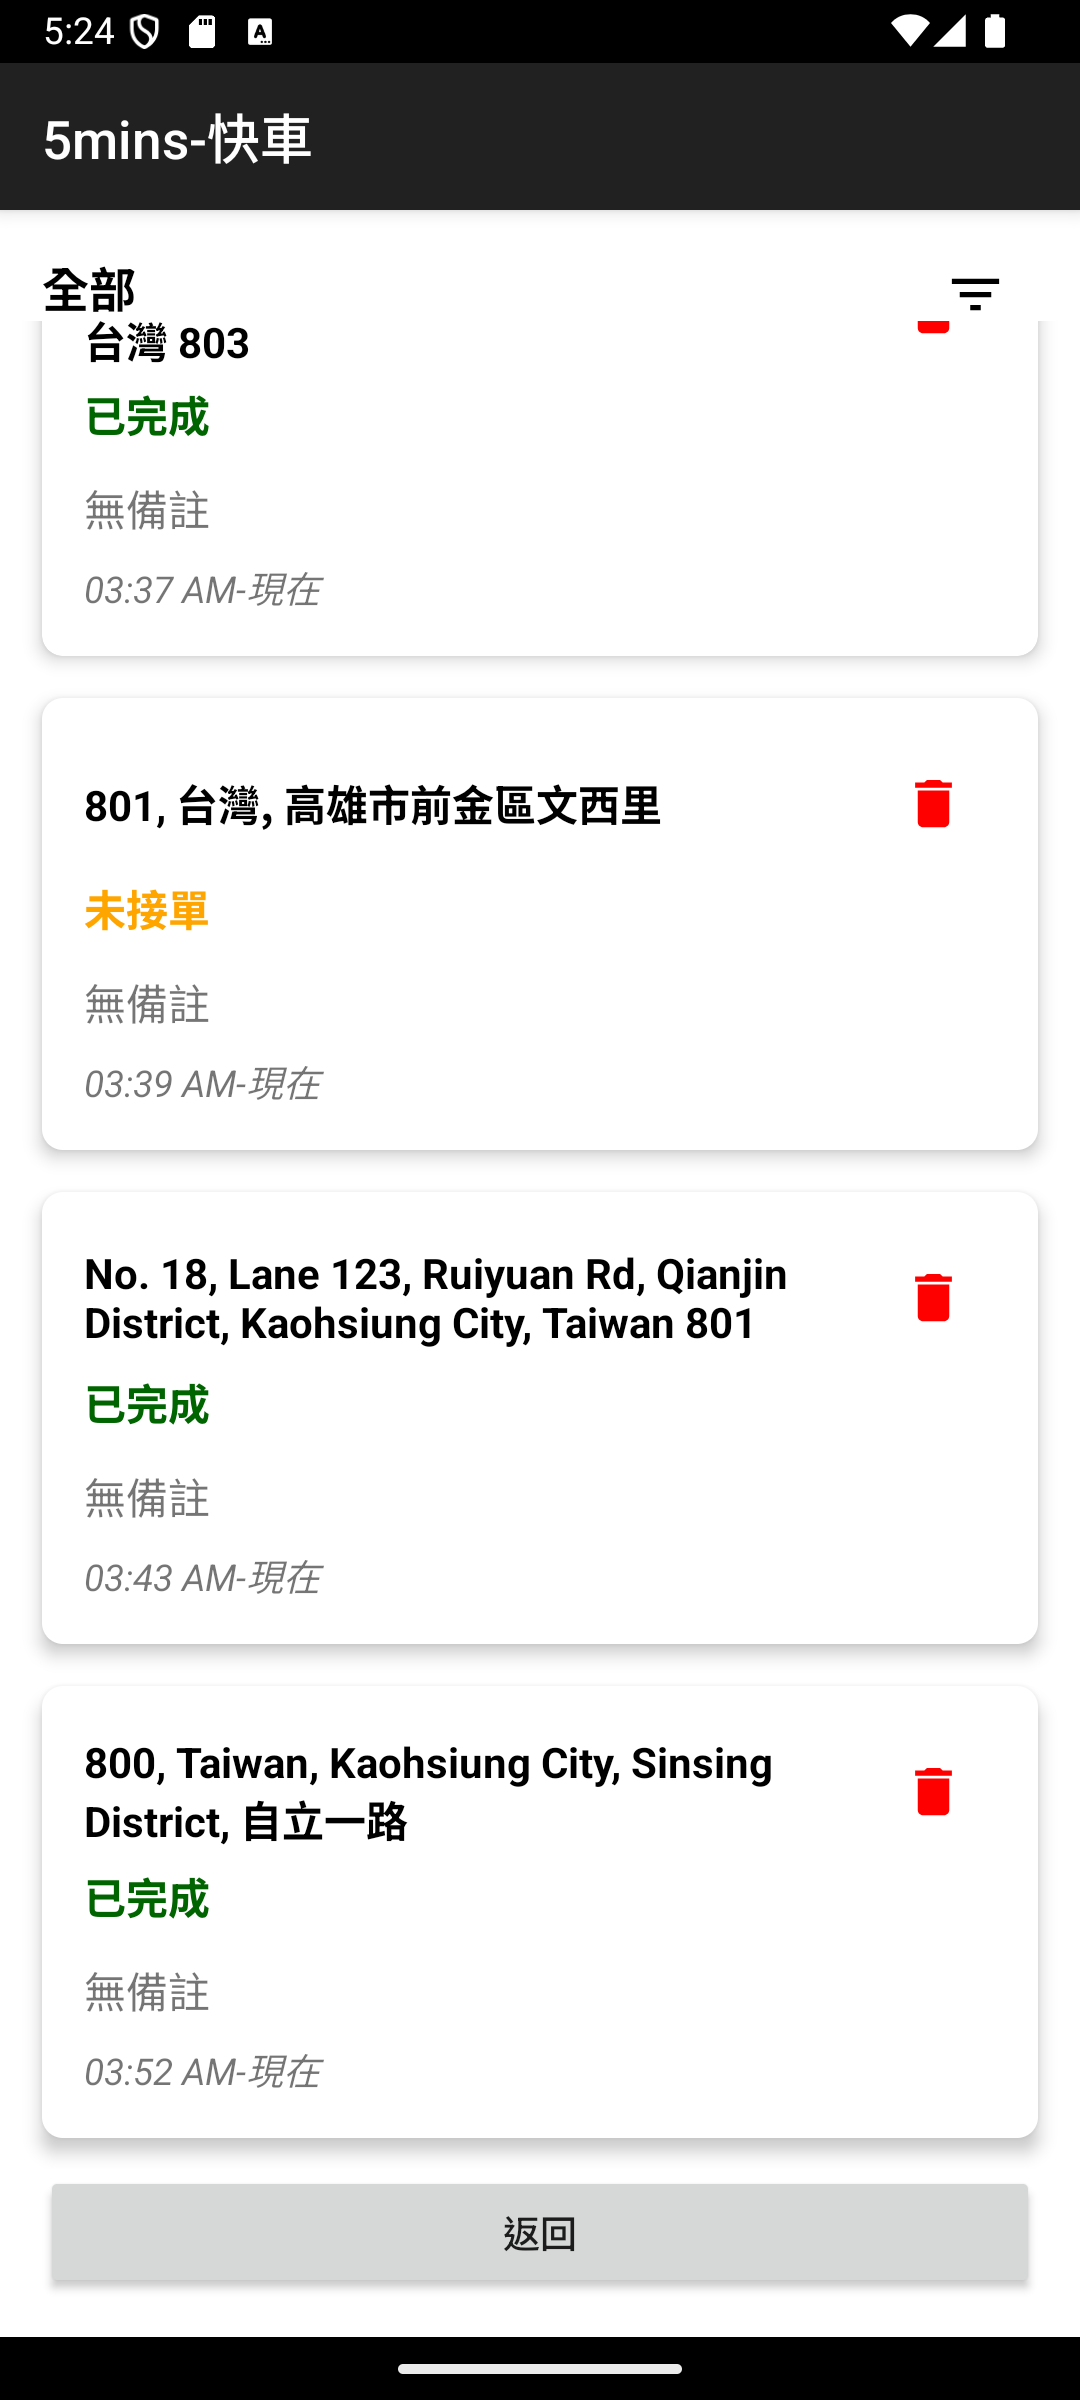 5:24
5mins-快車
全部
台灣 803
已完成
無備註
03:37 AM-現在
801, 台灣, 高雄市前金區文西里
未接單
無備註
03:39 AM-現在
No. 18, Lane 123, Ruiyuan Rd, Qianjin
District, Kaohsiung City, Taiwan 801
已完成
無備註
03:43 AM-現在
800, Taiwan, Kaohsiung City, Sinsing
District, 自立一路
已完成
無備註
03:52 AM-現在
返回